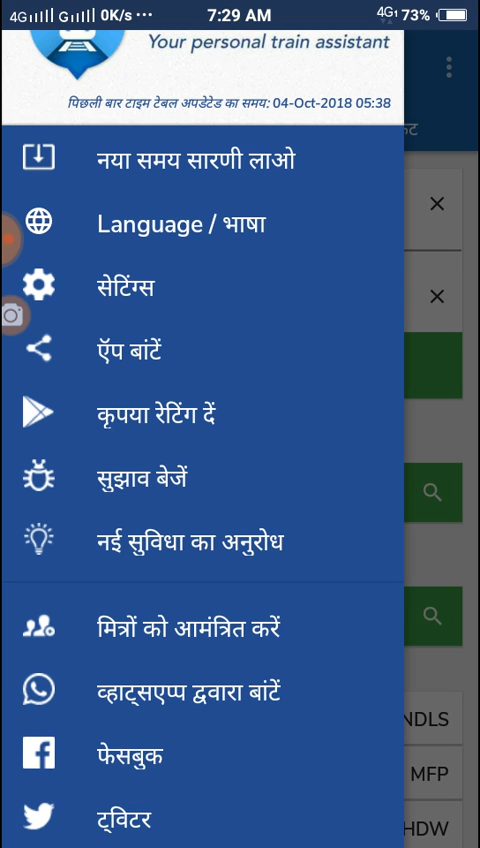 4G G 0K/s ··· 7:29 AM 4G 73%
Your personal train assistant
पिछली बार टाइम टेबल अपडेटेड का समय: 04-Oct-2018 05:38
नया समय सारणी लाओ
Language / भाषा
सेटिंग्स
ऍप बांटें
कृपया रेटिंग दें
सुझाव बेजें
नई सुविधा का अनुरोध
मित्रों को आमंत्रित करें
व्हाट्सएप्प द्ववारा बांटें
NDLS
फेसबुक
MFP
ट्विटर
HDW